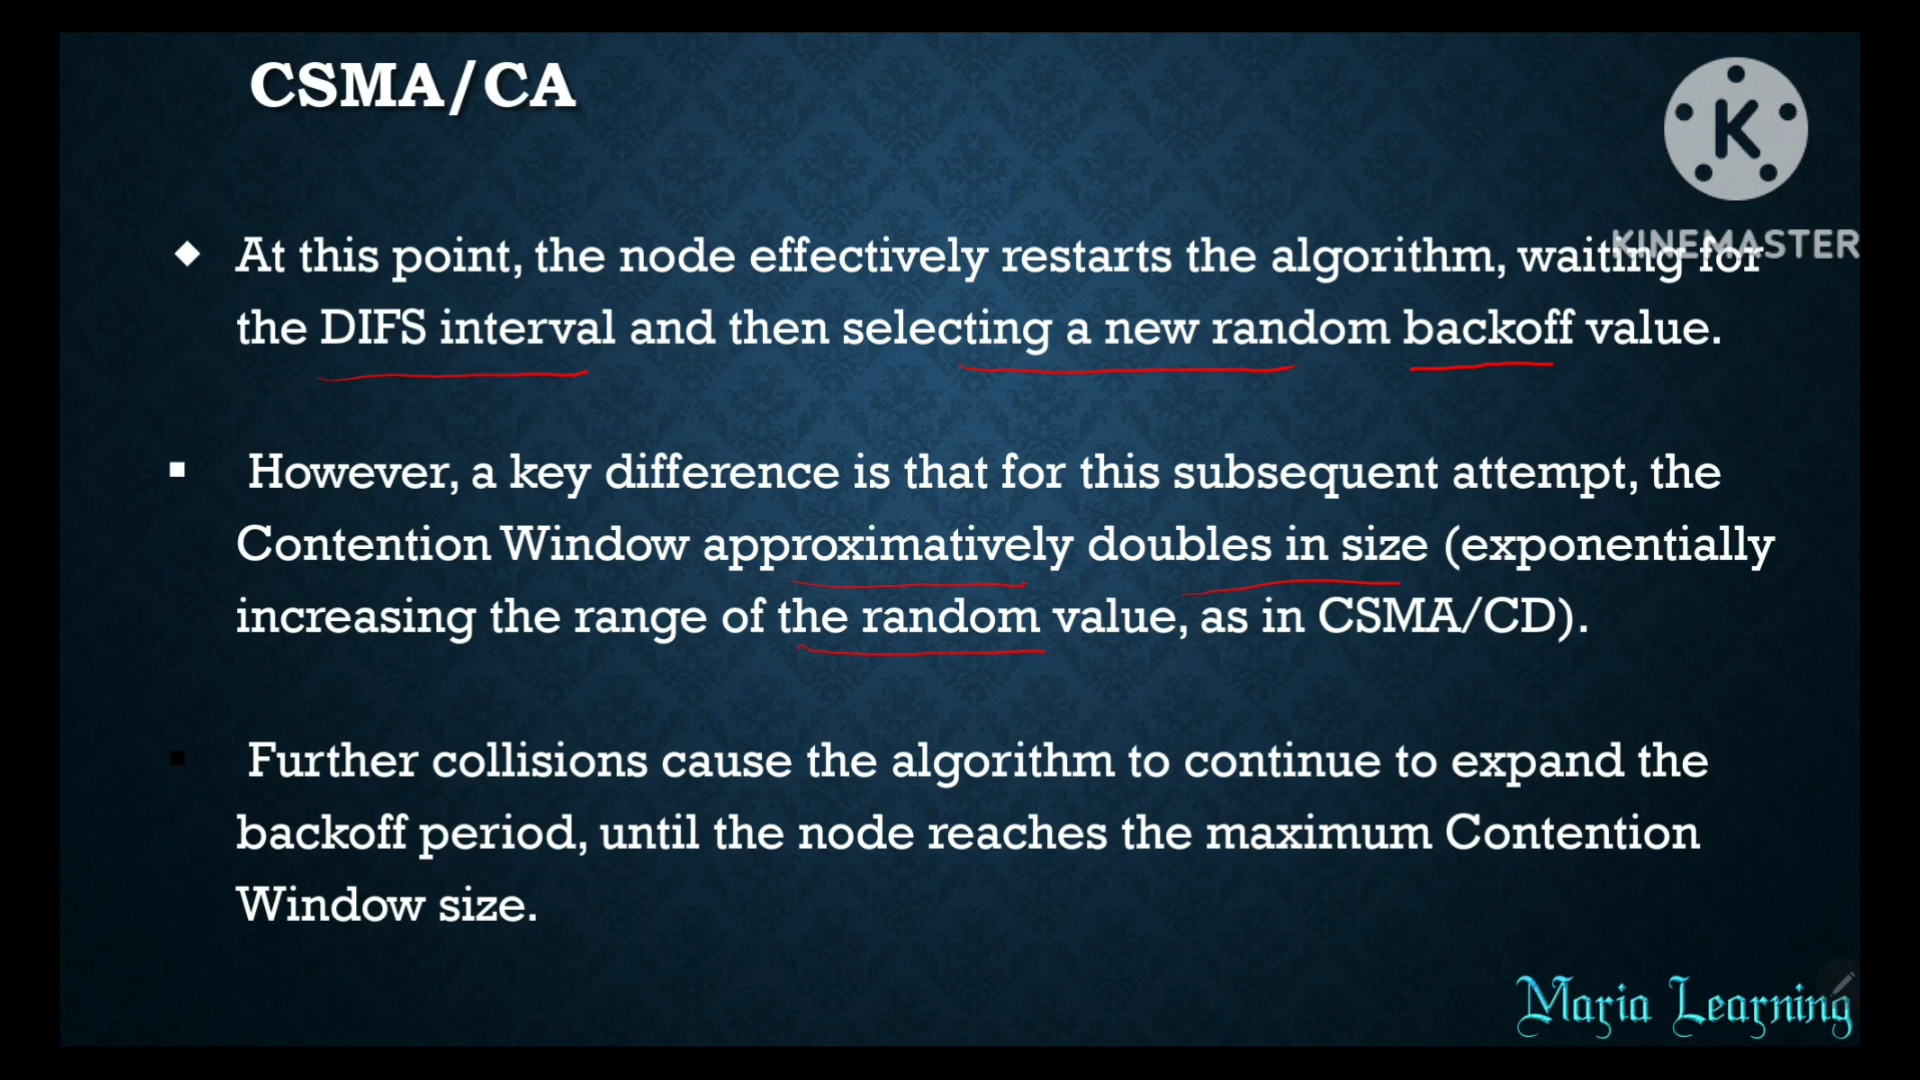 CSMA/CA
K
KINEMASTER
At this point, the node effectively restarts the algorithm, waiting for
the DIFS interval and then selecting a new random backoff value.
However, a key difference is that for this subsequent attempt, the
Contention Window approximatively doubles in size (exponentially
increasing the range of the random value, as in CSMA/CD).
Further collisions cause the algorithm to continue to expand the
backoff period, until the node reaches the maximum Contention
Window size.
Maria Learning